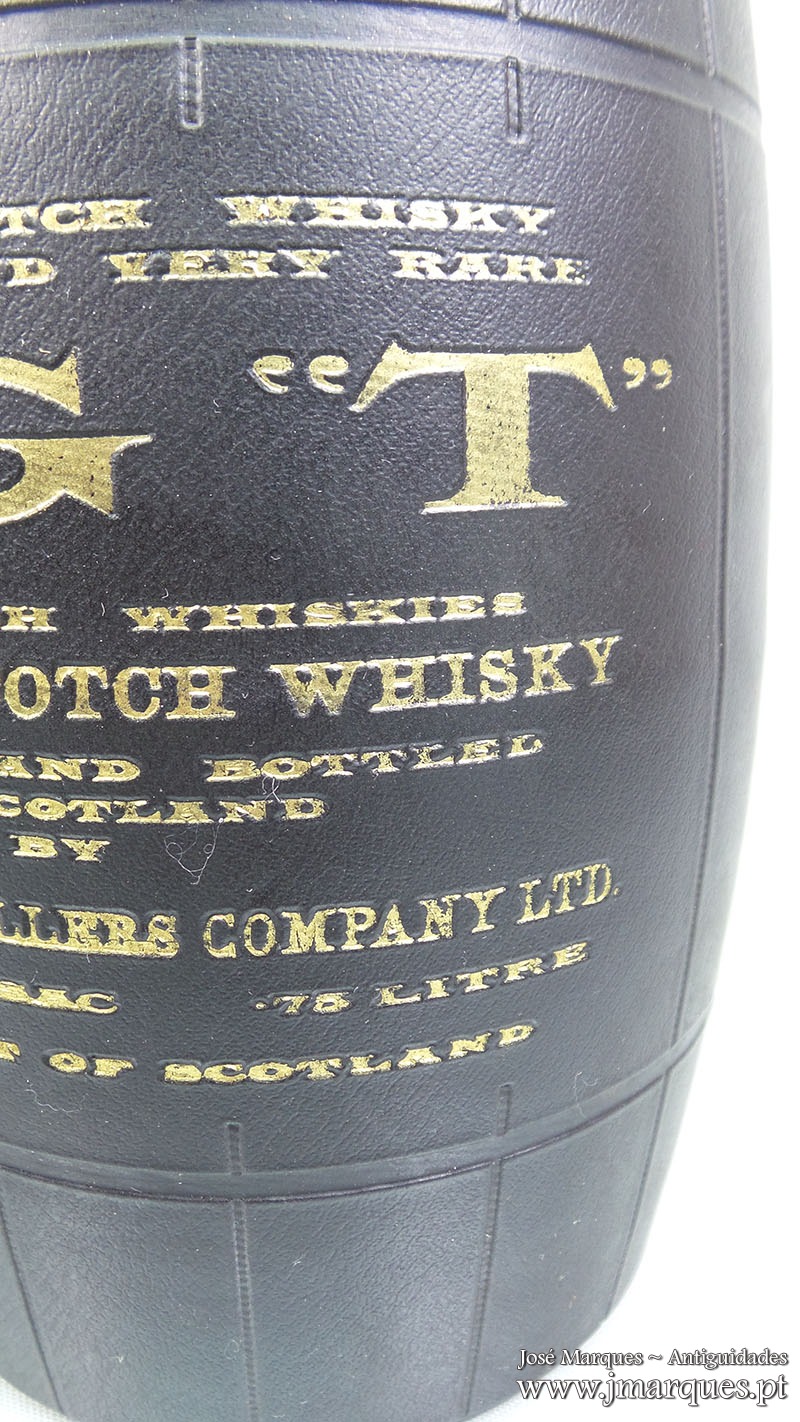 TCH WHISKY
D VERY RARE
G “T”
H WHISKIES
OTCH WHISKY
AND BOTTLED
COTLAND
BY
LLERS COMPANY LTD.
SAC .75 LITRE
T OF SCOTLAND
José Marques ~ Antiguidades
www.jmarques.pt